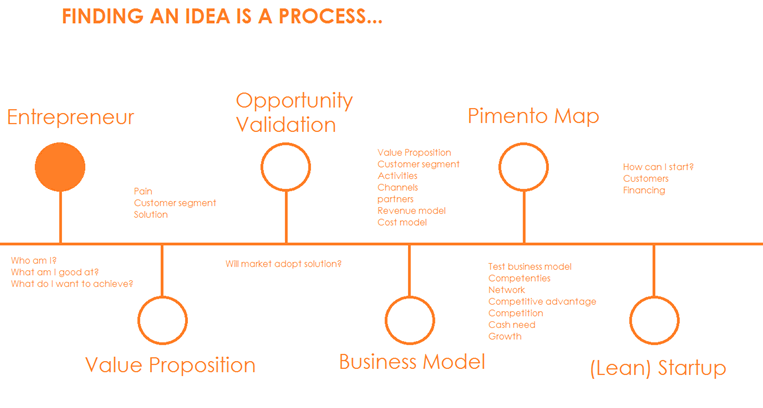 FINDING AN IDEA IS A PROCESS...
Entrepreneur
Who am I?
What am I good at?
What do I want to achieve?
Pain
Customer segment
Solution
Value Proposition
Opportunity
Validation
Will market adopt solution?
Value Proposition
Customer segment
Activities
Channels
partners
Revenue model
Cost model
Business Model
Pimento Map
Test business model
Competenties
Network
Competitive advantage
Competition
Cash need
Growth
How can I start?
Customers
Financing
(Lean) Startup